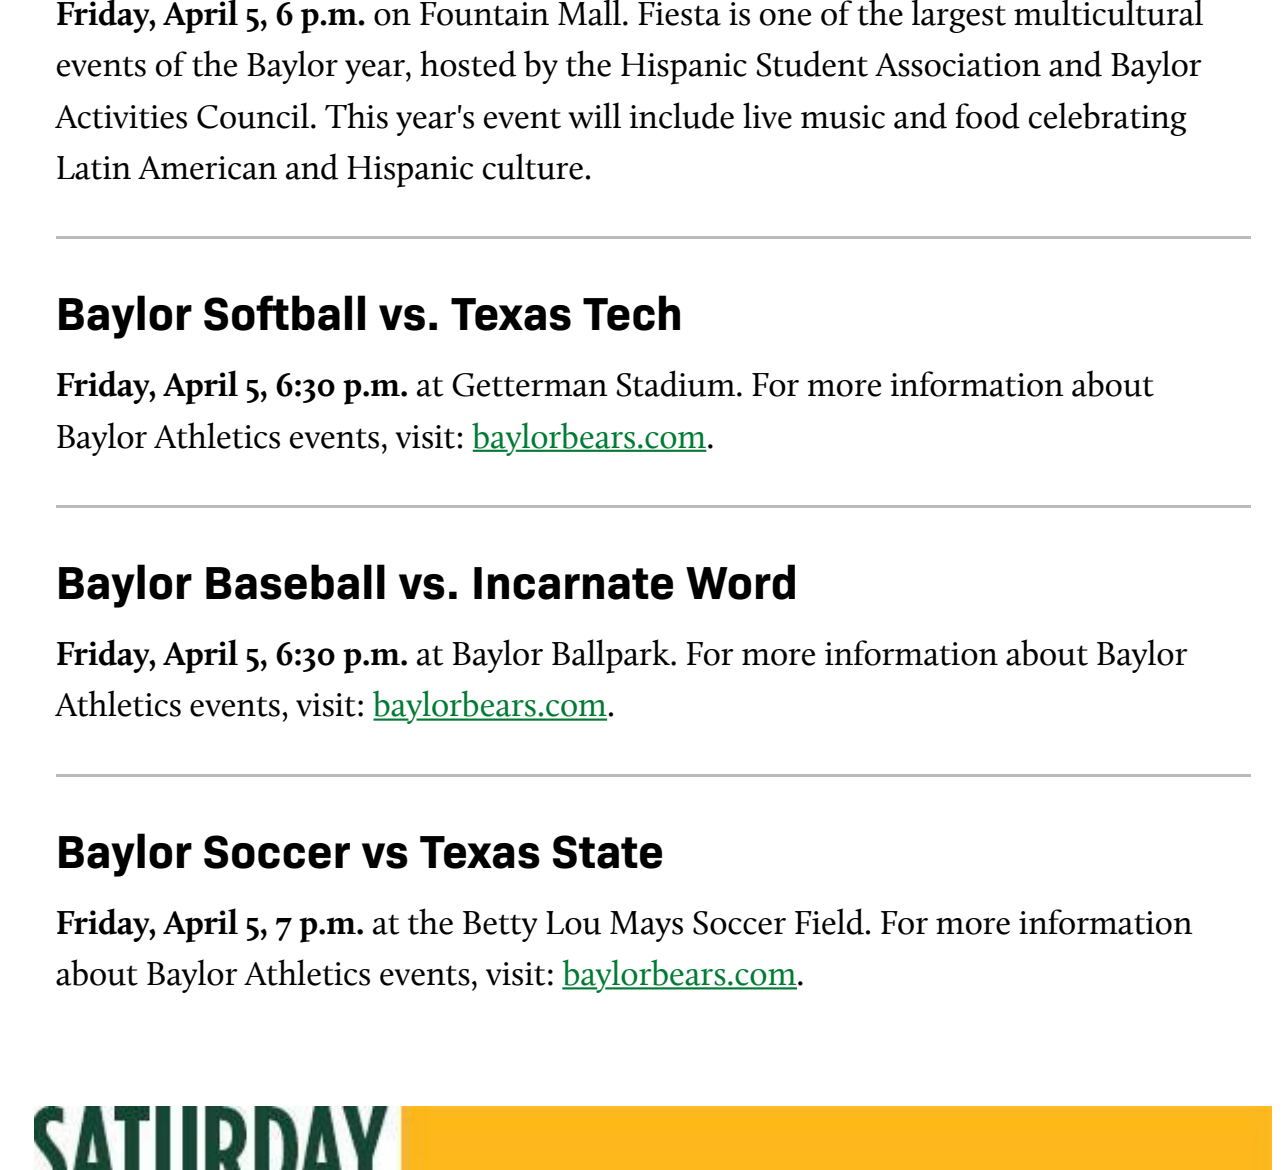 Friday, April 5, 6 p.m. on Fountain Mall. Fiesta is one of the largest multicultural
events of the Baylor year, hosted by the Hispanic Student Association and Baylor
Activities Council. This year's event will include live music and food celebrating
Latin American and Hispanic culture.
Baylor Softball vs. Texas Tech
Friday, April 5, 6:30 p.m. at Getterman Stadium. For more information about
Baylor Athletics events, visit: baylorbears.com.
Baylor Baseball vs. Incarnate Word
Friday, April 5, 6:30 p.m. at Baylor Ballpark. For more information about Baylor
Athletics events, visit: baylorbears.com.
Baylor Soccer vs Texas State
Friday, April 5, 7 p.m. at the Betty Lou Mays Soccer Field. For more information
about Baylor Athletics events, visit: baylorbears.com.
SATURDAY